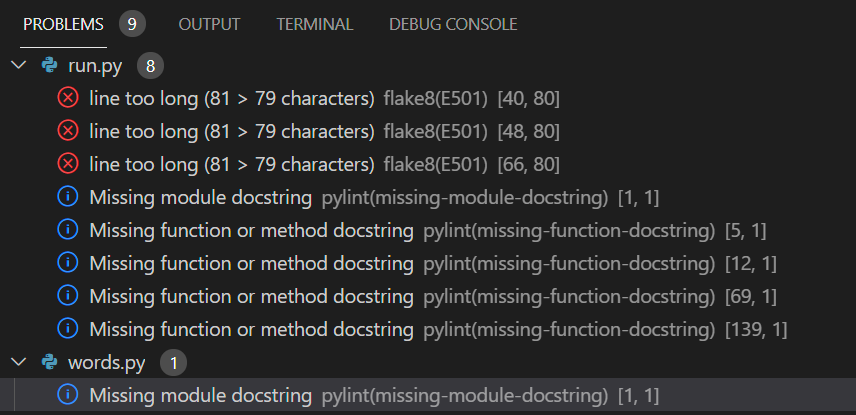 PROBLEMS 9 OUTPUT TERMINAL DEBUG CONSOLE
run.py 8
line too long (81 > 79 characters) flake8(E501) [40, 80]
line too long (81 > 79 characters) flake8(E501) [48, 80]
line too long (81 > 79 characters) flake8(E501) [66, 80]
Missing module docstring pylint(missing-module-docstring) [1, 1]
Missing function or method docstring pylint(missing-function-docstring) [5, 1]
Missing function or method docstring pylint(missing-function-docstring) [12, 1]
Missing function or method docstring pylint(missing-function-docstring) [69, 1]
Missing function or method docstring pylint(missing-function-docstring) [139, 1]
words.py 1
Missing module docstring pylint(missing-module-docstring) [1, 1]